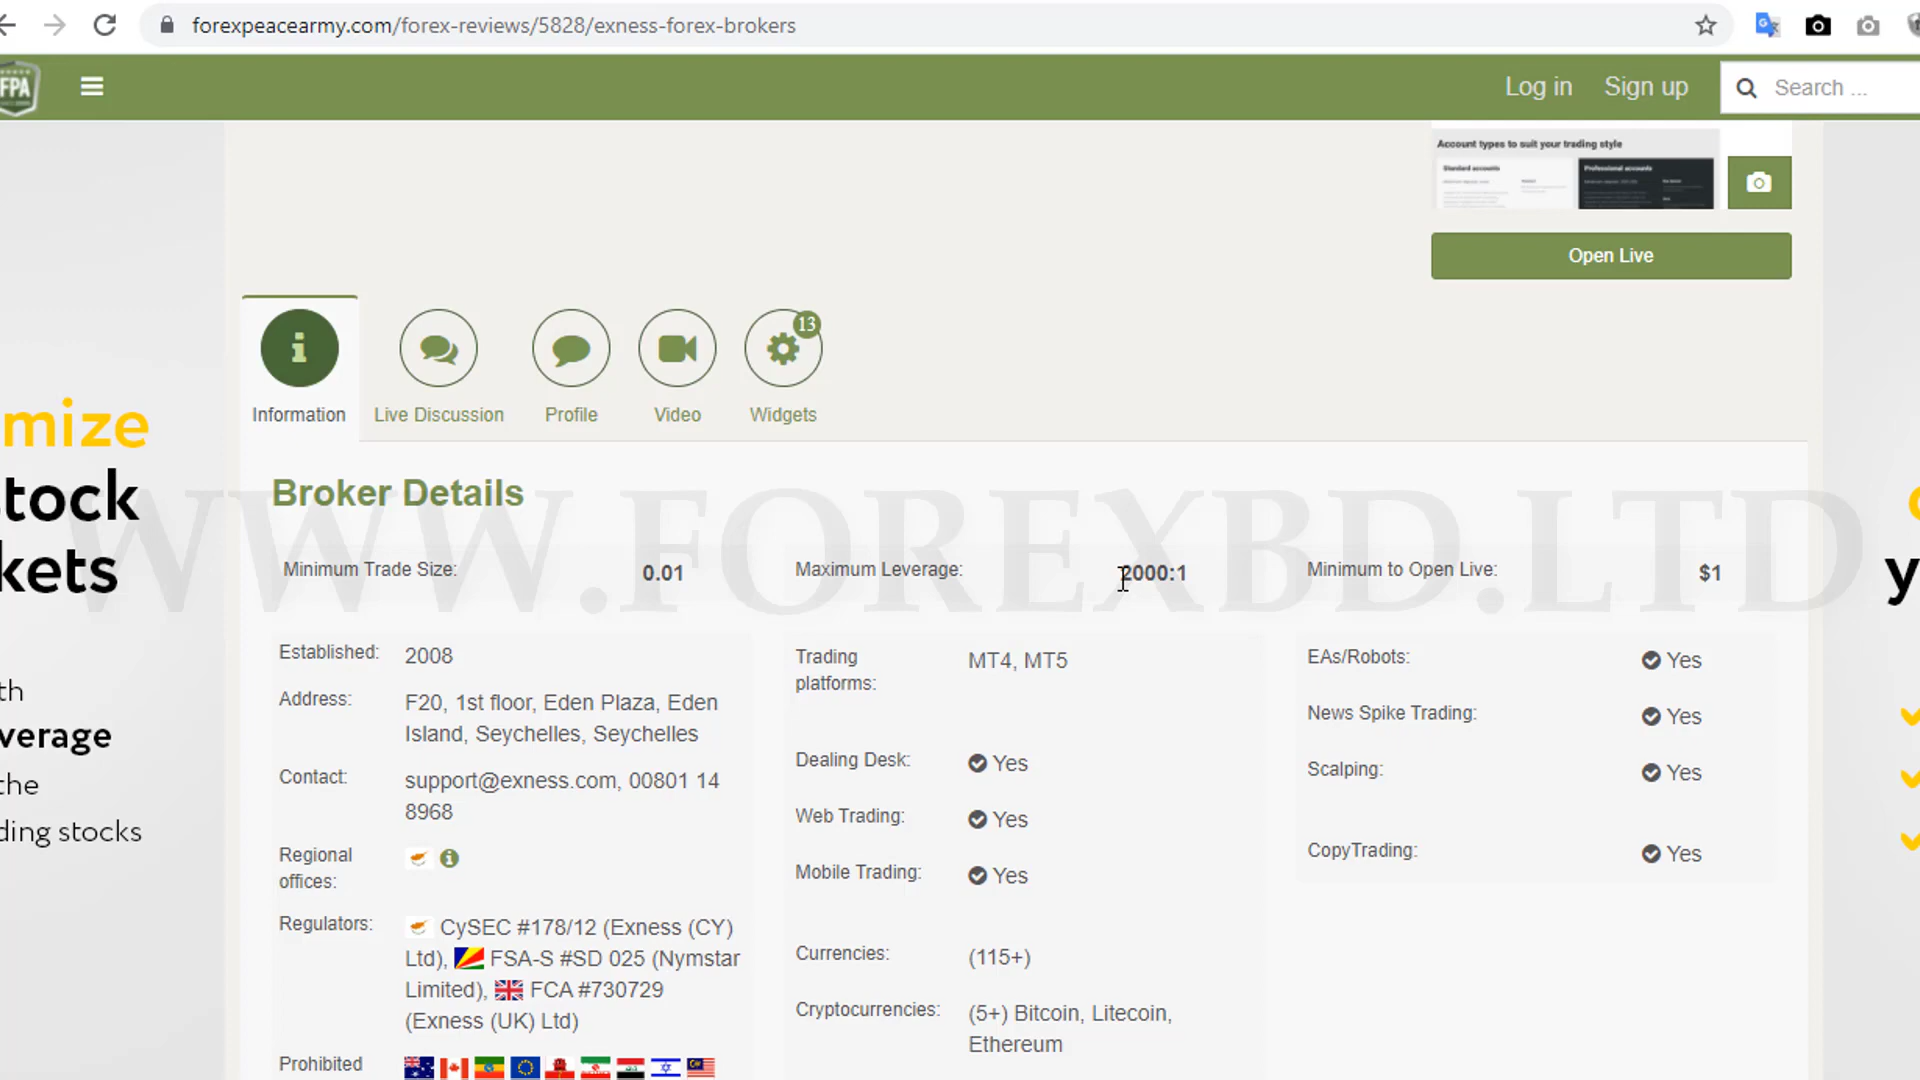 forexpeacearmy.com/forex-reviews/5828/exness-forex-brokers
FPA
Log in
Sign up
Search ...
Account types to suit your trading style
Standard accounts
Professional accounts
Open Live
13
Information
Live Discussion
Profile
Video
Widgets
mize
tock
kets
th
verage
the
ding stocks
Broker Details
WWW.FOREXBD.LTD
Minimum Trade Size: 0.01
Maximum Leverage: 2000:1
Minimum to Open Live: $1
Established: 2008
Address: F20, 1st floor, Eden Plaza, Eden
Island, Seychelles, Seychelles
Contact: support@exness.com, 00801 14
8968
Regional
offices:
Regulators: CySEC #178/12 (Exness (CY)
Ltd), FSA-S #SD 025 (Nymstar
Limited), FCA #730729
(Exness (UK) Ltd)
Prohibited
Trading
platforms:
MT4, MT5
Dealing Desk: Yes
Web Trading: Yes
Mobile Trading: Yes
Currencies: (115+)
Cryptocurrencies: (5+) Bitcoin, Litecoin,
Ethereum
EAs/Robots: Yes
News Spike Trading: Yes
Scalping: Yes
CopyTrading: Yes
y